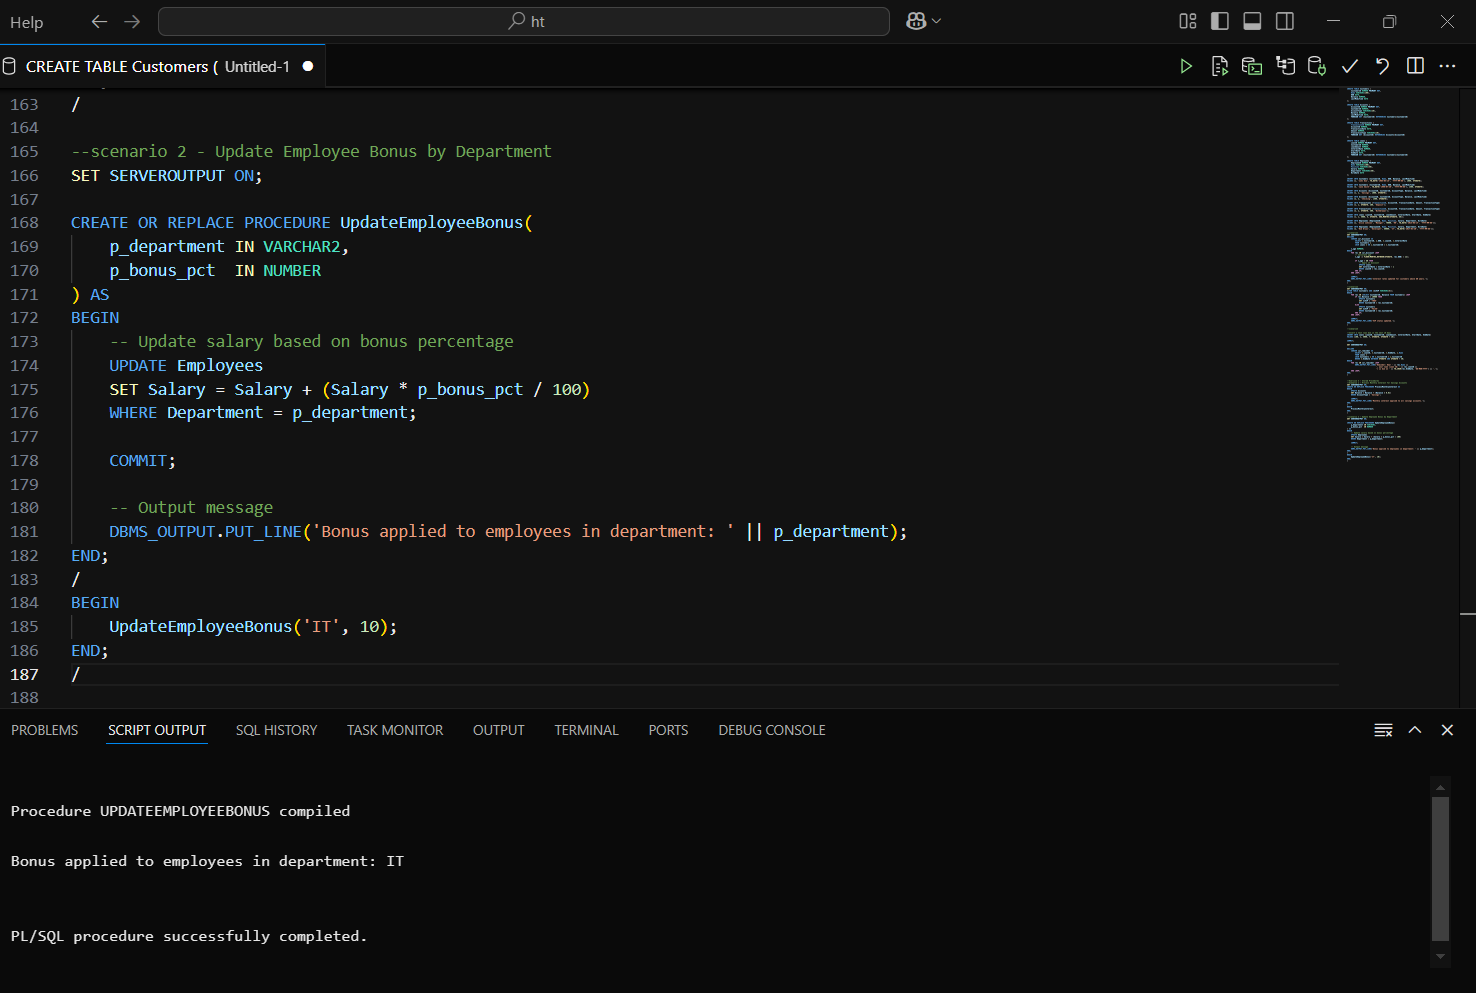 Help
ht
CREATE TABLE Customers ( Untitled-1
163 /
164
165 --scenario 2 - Update Employee Bonus by Department
166 SET SERVEROUTPUT ON;
167
168 CREATE OR REPLACE PROCEDURE UpdateEmployeeBonus(
169     p_department IN VARCHAR2,
170     p_bonus_pct  IN NUMBER
171 ) AS
172 BEGIN
173     -- Update salary based on bonus percentage
174     UPDATE Employees
175     SET Salary = Salary + (Salary * p_bonus_pct / 100)
176     WHERE Department = p_department;
177
178     COMMIT;
179
180     -- Output message
181     DBMS_OUTPUT.PUT_LINE('Bonus applied to employees in department: ' || p_department);
182 END;
183 /
184 BEGIN
185     UpdateEmployeeBonus('IT', 10);
186 END;
187 /
188
PROBLEMS SCRIPT OUTPUT SQL HISTORY TASK MONITOR OUTPUT TERMINAL PORTS DEBUG CONSOLE
Procedure UPDATEEMPLOYEEBONUS compiled
Bonus applied to employees in department: IT
PL/SQL procedure successfully completed.